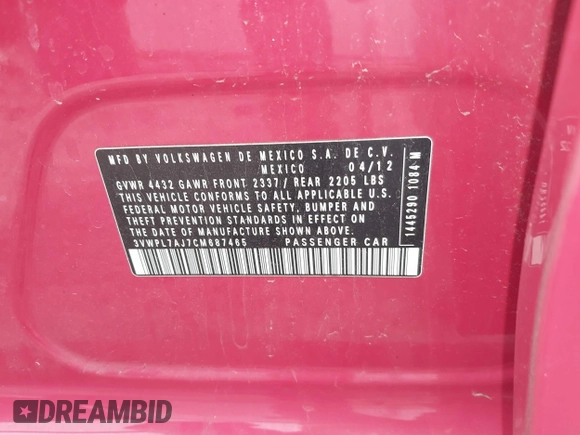 MFD BY VOLKSWAGEN DE MEXICO S.A. DE C.V.
MEXICO 04/12
GVWR 4432 GAWR FRONT 2337/ REAR 2205 LBS
THIS VEHICLE CONFORMS TO ALL APPLICABLE U.S.
FEDERAL MOTOR VEHICLE SAFETY, BUMPER AND
THEFT PREVENTION STANDARDS IN EFFECT ON
THE DATE OF MANUFACTURE SHOWN ABOVE.
3VWPL7AJ7CM687465 PASSENGER CAR
1445290 1084-M
DREAMBID